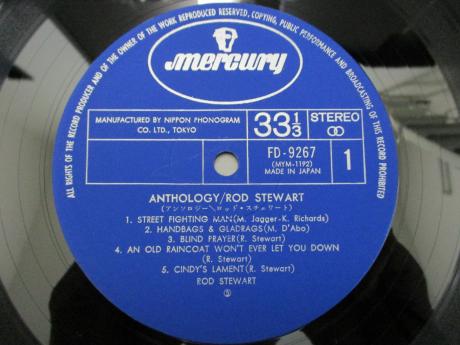 ALL RIGHTS OF THE RECORD PRODUCER AND OF THE OWNER OF THE WORK REPRODUCED RESERVED, COPYING, PUBLIC PERFORMANCE AND BROADCASTING OF THIS RECORD PROHIBITED
mercury
MANUFACTURED BY NIPPON PHONOGRAM
CO. LTD., TOKYO
33 1/3
STEREO
FD-9267
(MYM-1192)
MADE IN JAPAN
1
ANTHOLOGY/ROD STEWART
(アンソロジー/ロッド・スチュワート)
1. STREET FIGHTING MAN(M. Jagger-K. Richards)
2. HANDBAGS & GLADRAGS(M. D'Abo)
3. BLIND PRAYER(R. Stewart)
4. AN OLD RAINCOAT WON'T EVER LET YOU DOWN
(R. Stewart)
5. CINDY'S LAMENT(R. Stewart)
ROD STEWART